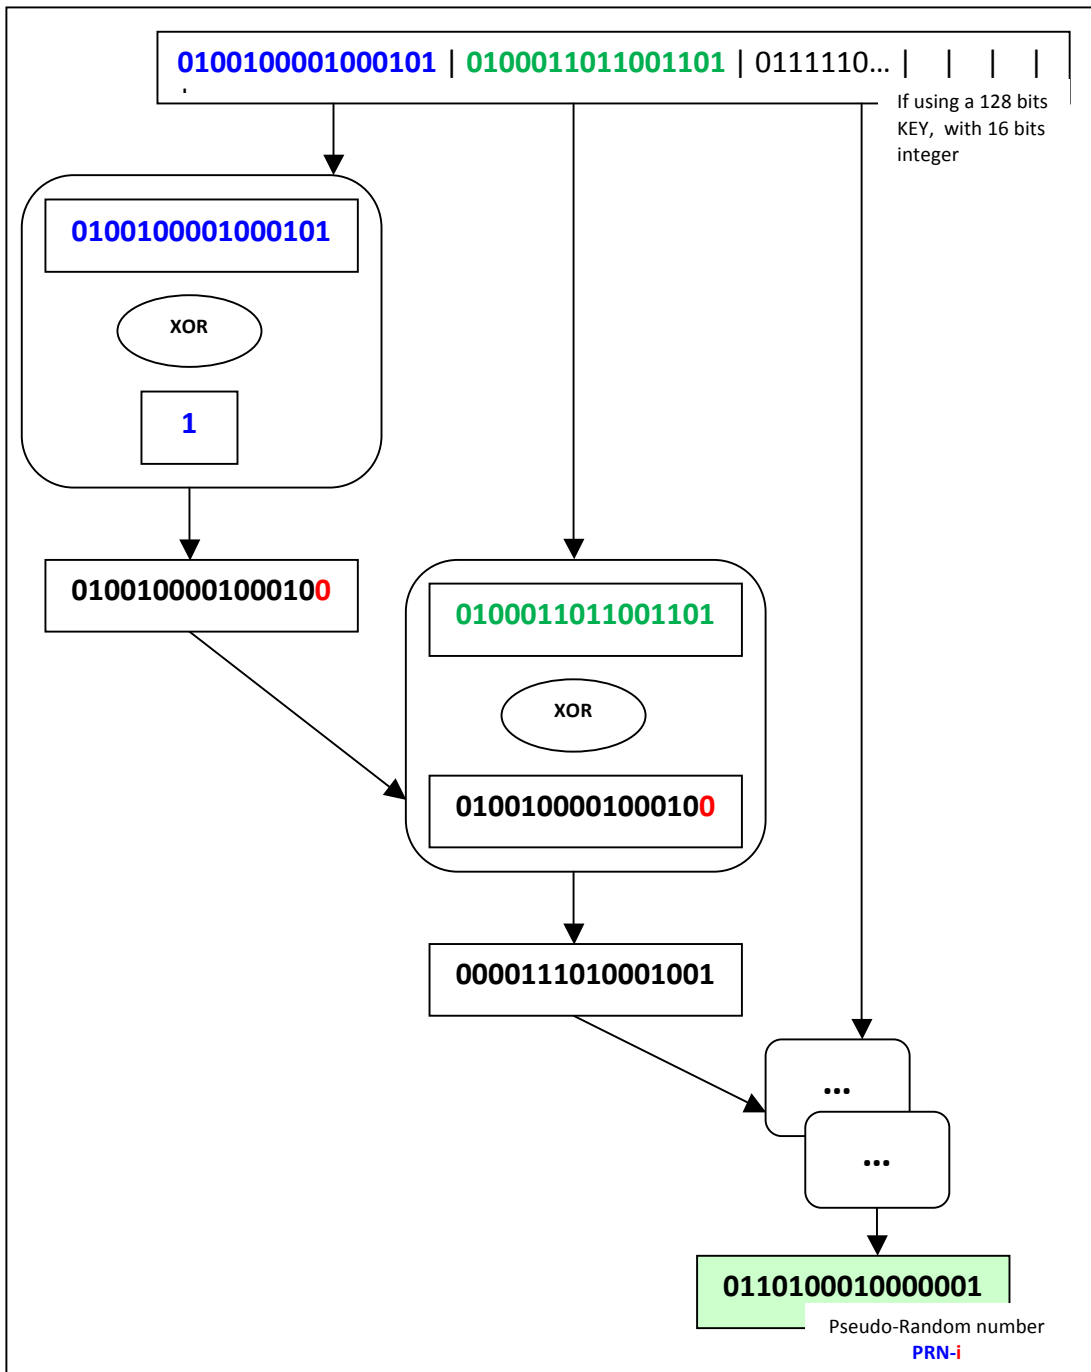 0100100001000101 | 0100011011001101 | 0111110... | | | |
If using a 128 bits
KEY, with 16 bits
integer
0100100001000101
XOR
1
0100100001000100
0100011011001101
XOR
0100100001000100
0000111010001001
...
...
0110100010000001
Pseudo-Random number
PRN-i